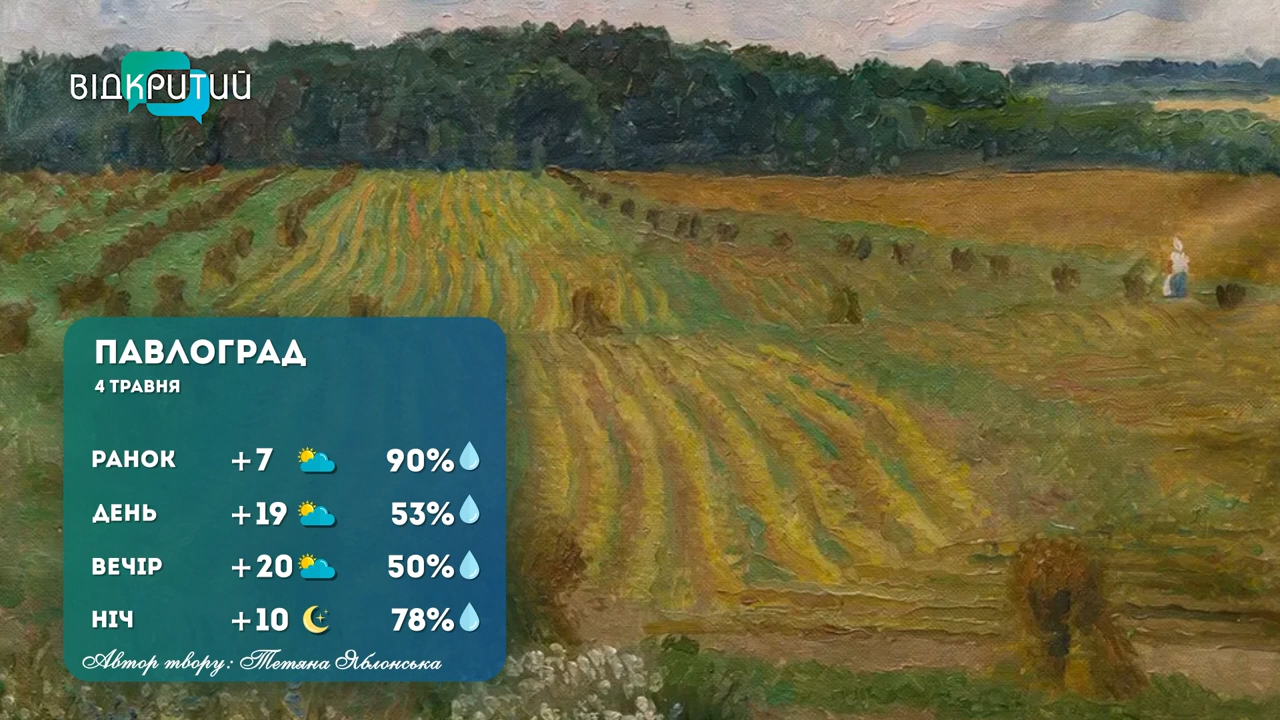 ВІДКРИТИЙ
ПАВЛОГРАД
4 ТРАВНЯ
РАНОК +7 90%
ДЕНЬ +19 53%
ВЕЧІР +20 50%
НІЧ +10 78%
Автор твору: Тетяна Яблонська